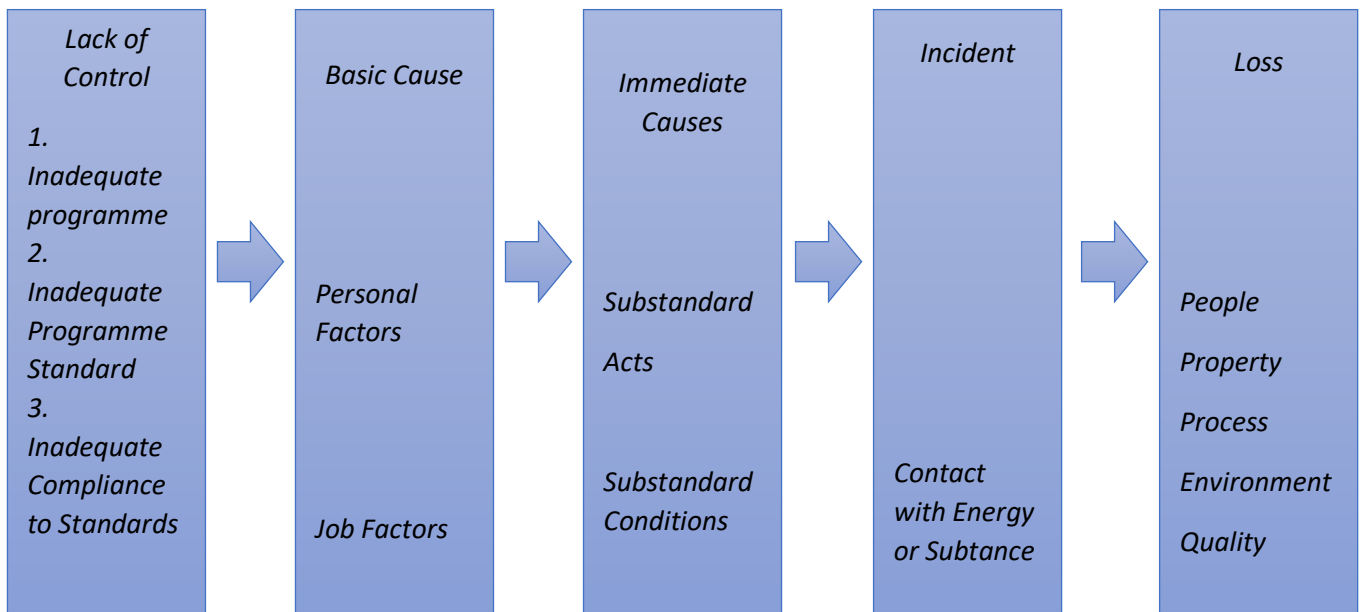 Lack of
Control
1.
Inadequate
programme
2.
Inadequate
Programme
Standard
3.
Inadequate
Compliance
to Standards
Basic Cause
Personal
Factors
Job Factors
Immediate
Causes
Substandard
Acts
Substandard
Conditions
Incident
Contact
with Energy
or Subtance
Loss
People
Property
Process
Environment
Quality